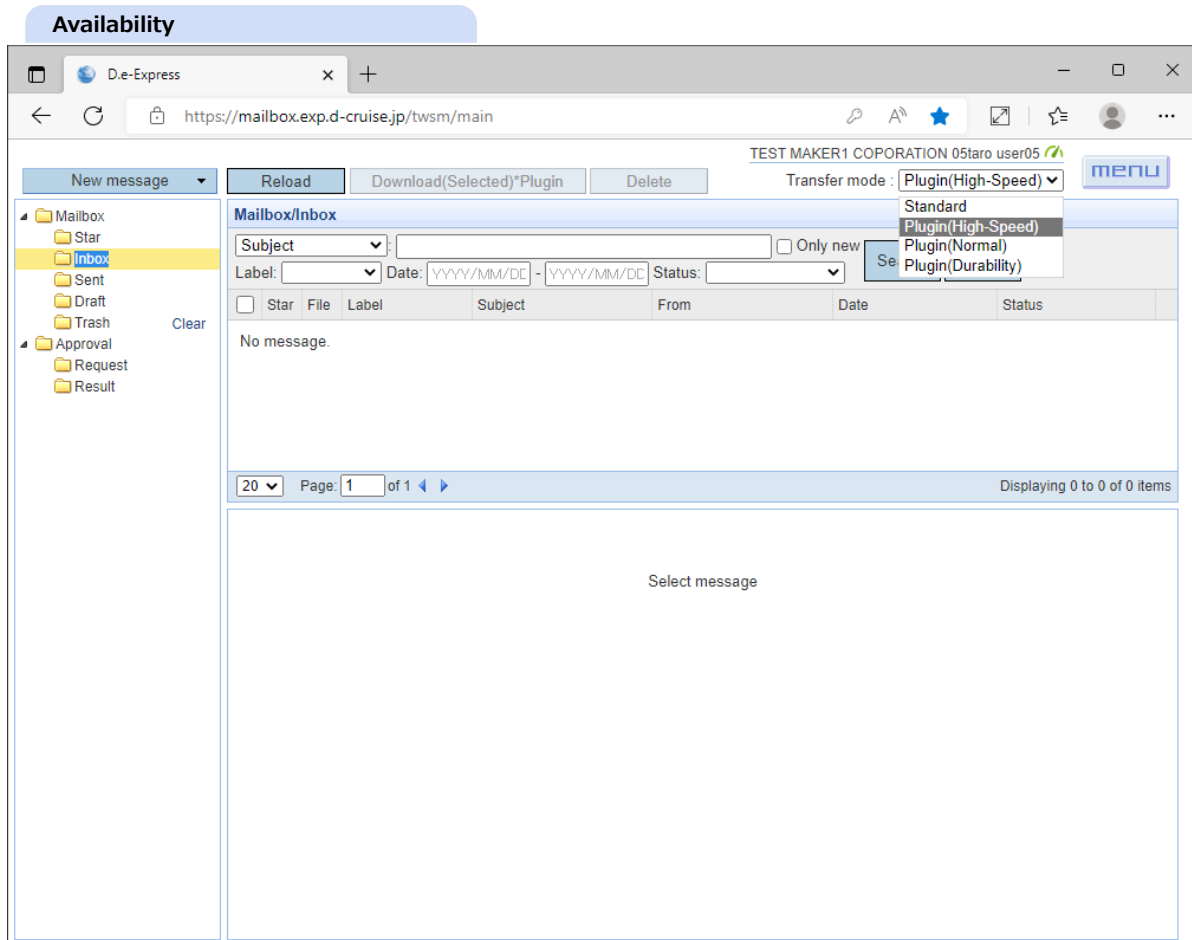 Availability
D.e-Express
https://mailbox.exp.d-cruise.jp/twsm/main
TEST MAKER1 COPORATION 05taro user05
New message
Reload
Download(Selected)*Plugin
Delete
Transfer mode : Plugin(High-Speed)
menu
Standard
Plugin(High-Speed)
Plugin(Normal)
Plugin(Durability)
Mailbox
Star
Inbox
Sent
Draft
Trash Clear
Approval
Request
Result
Mailbox/Inbox
Subject : Only new
Label: Date: YYYY/MM/DD - YYYY/MM/DD Status:
Star File Label Subject From Date Status
No message.
20 Page: 1 of 1 Displaying 0 to 0 of 0 items
Select message